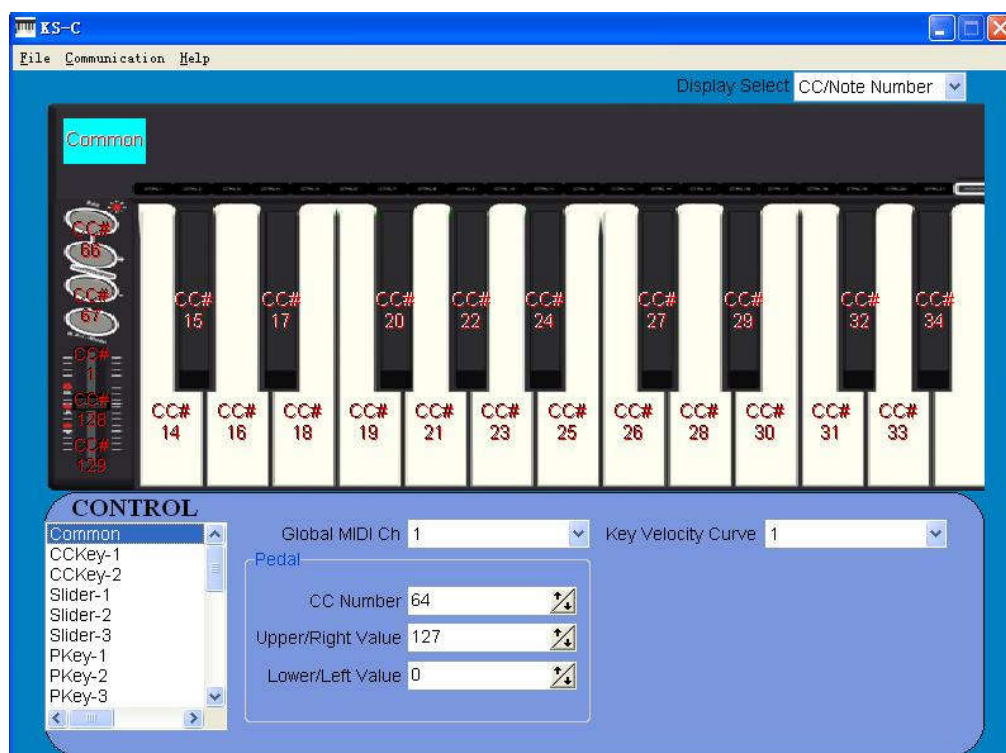 KS-C
File Communication Help
Display Select CC/Note Number
Common
CC#
66
CC#
67
CC#
1
CC#
128
CC#
129
CC#
15
CC#
17
CC#
20
CC#
22
CC#
24
CC#
27
CC#
29
CC#
32
CC#
34
CC#
14
CC#
16
CC#
18
CC#
19
CC#
21
CC#
23
CC#
25
CC#
26
CC#
28
CC#
30
CC#
31
CC#
33
CONTROL
Common
CCKey-1
CCKey-2
Slider-1
Slider-2
Slider-3
PKey-1
PKey-2
PKey-3
Global MIDI Ch 1
Key Velocity Curve 1
Pedal
CC Number 64
Upper/Right Value 127
Lower/Left Value 0